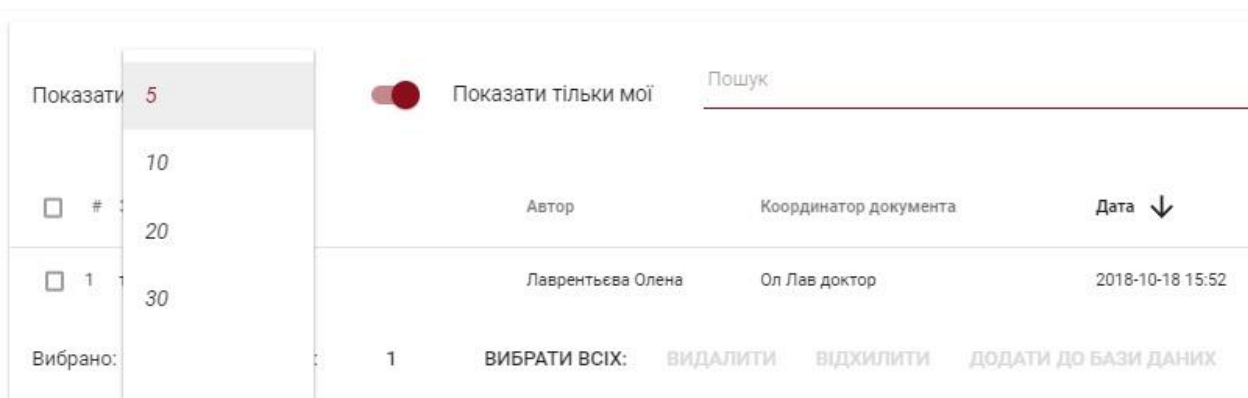 Показати 5
Показати тільки мої
Пошук
10
20
30
#
Автор
Координатор документа
Дата
1
Лаврентьєва Олена
Ол Лав доктор
2018-10-18 15:52
Вибрано:
1
ВИБРАТИ ВСІХ:
ВИДАЛИТИ
ВІДХИЛИТИ
ДОДАТИ ДО БАЗИ ДАНИХ